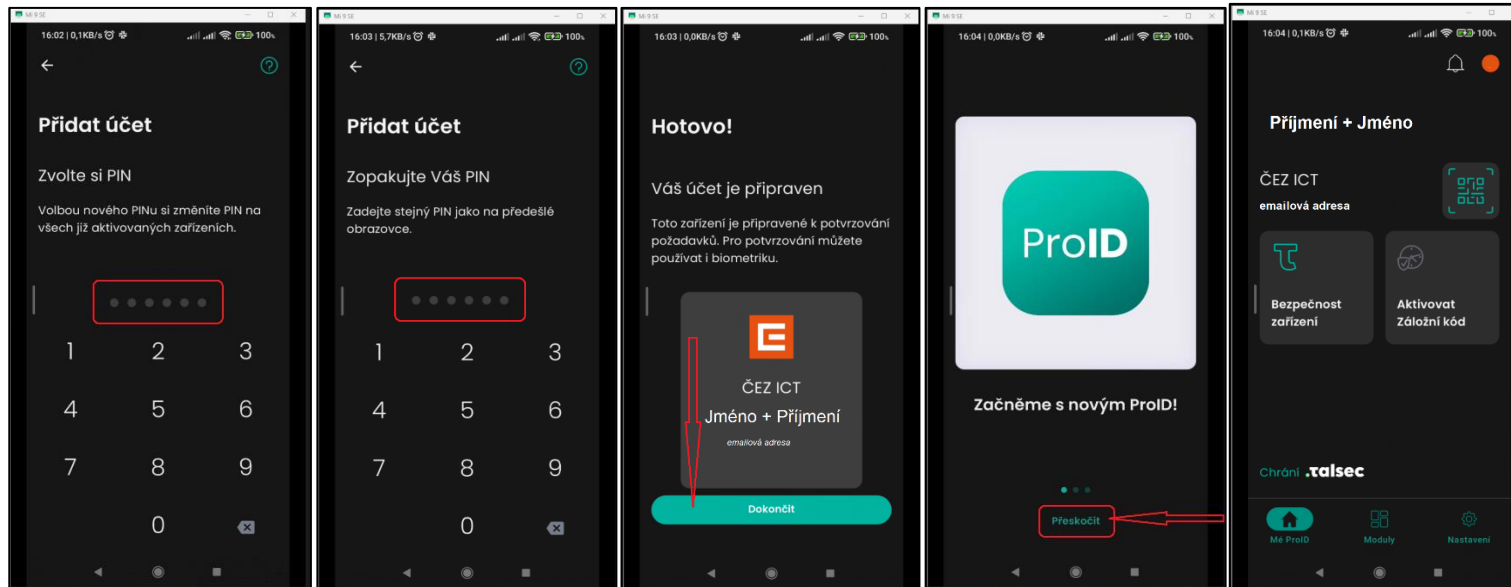 Mi 9 SE
16:02 | 0,1KB/s
100%
Přidat účet
Zvolte si PIN
Volbou nového PINu si změníte PIN na
všech již aktivovaných zařízeních.
1 2 3
4 5 6
7 8 9
0
Mi 9 SE
16:03 | 5,7KB/s
100%
Přidat účet
Zopakujte Váš PIN
Zadejte stejný PIN jako na předešlé
obrazovce.
1 2 3
4 5 6
7 8 9
0
Mi 9 SE
16:03 | 0,0KB/s
100%
Hotovo!
Váš účet je připraven
Toto zařízení je připravené k potvrzování
požadavků. Pro potvrzování můžete
používat i biometriku.
ČEZ ICT
Jméno + Příjmení
emailová adresa
Dokončit
Mi 9 SE
16:04 | 0,0KB/s
100%
ProID
Začněme s novým ProID!
Přeskočit
Mi 9 SE
16:04 | 0,1KB/s
100%
Příjmení + Jméno
ČEZ ICT
emailová adresa
Bezpečnost
zařízení
Aktivovat
Záložní kód
Chrání .talsec
Mé ProID Moduly Nastavení